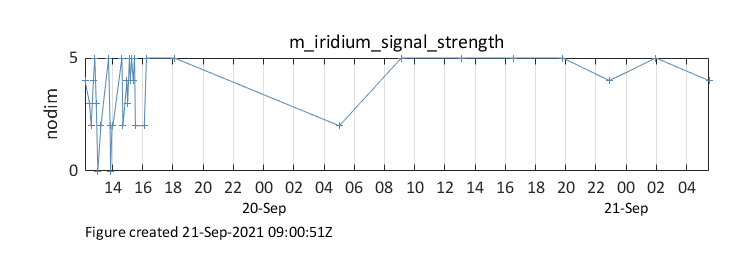 m_iridium_signal_strength
5
nodim
0
14 16 18 20 22 00 02 04 06 08 10 12 14 16 18 20 22 00 02 04
20-Sep 21-Sep
Figure created 21-Sep-2021 09:00:51Z